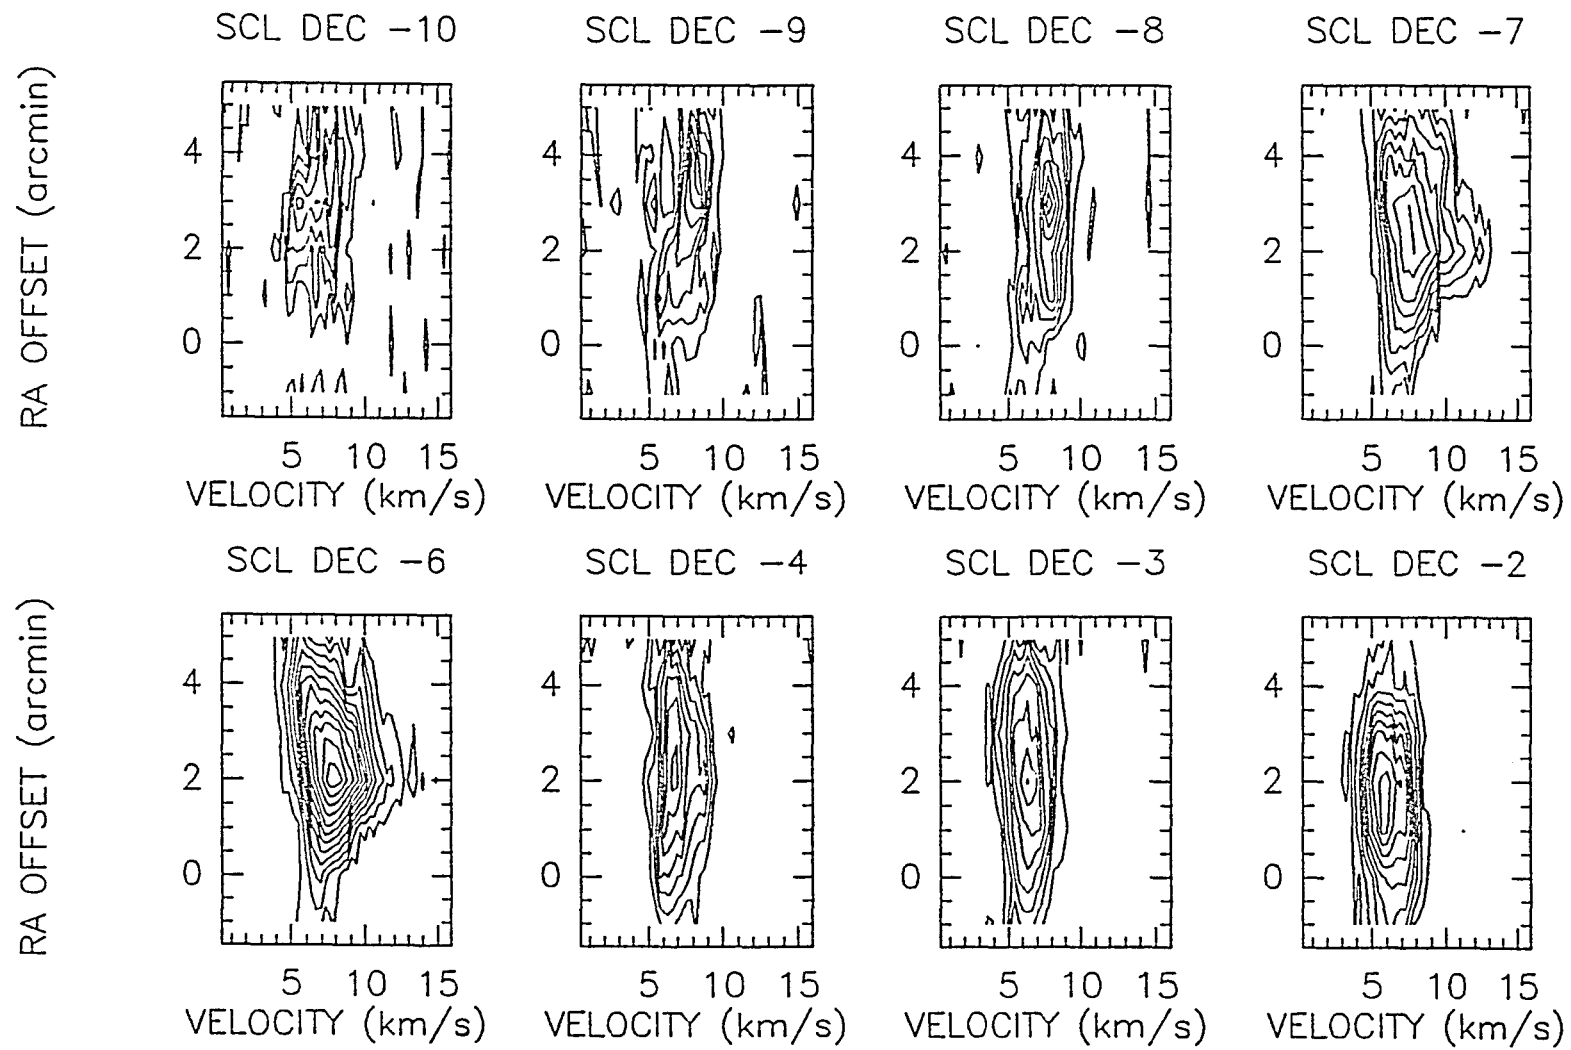 SCL DEC −10
SCL DEC −9
SCL DEC −8
SCL DEC −7
RA OFFSET (arcmin)
4
2
0
4
2
0
4
2
0
4
2
0
5 10 15
5 10 15
5 10 15
5 10 15
VELOCITY (km/s)
VELOCITY (km/s)
VELOCITY (km/s)
VELOCITY (km/s)
SCL DEC −6
SCL DEC −4
SCL DEC −3
SCL DEC −2
RA OFFSET (arcmin)
4
2
0
4
2
0
4
2
0
4
2
0
5 10 15
5 10 15
5 10 15
5 10 15
VELOCITY (km/s)
VELOCITY (km/s)
VELOCITY (km/s)
VELOCITY (km/s)